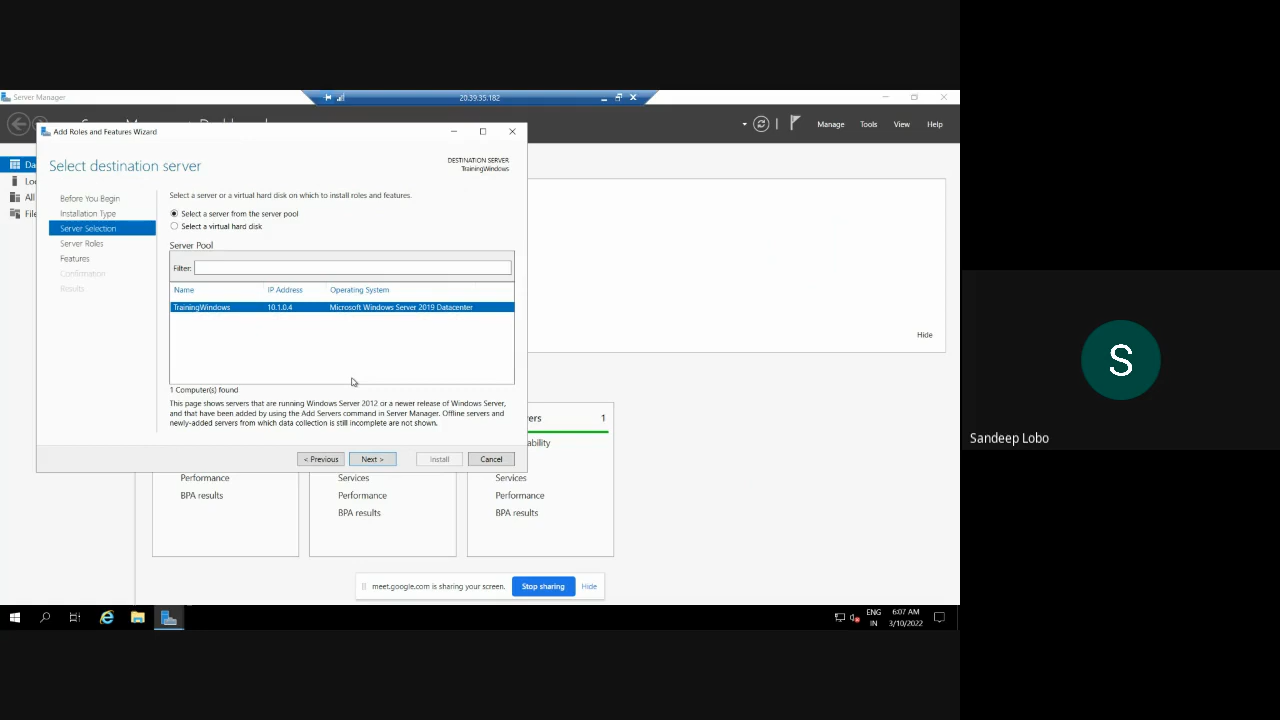 Server Manager
20.39.35.182
Manage
Tools
View
Help
Add Roles and Features Wizard
Select destination server
DESTINATION SERVER
TrainingWindows
Before You Begin
Installation Type
Server Selection
Server Roles
Features
Confirmation
Results
Select a server or a virtual hard disk on which to install roles and features.
Select a server from the server pool
Select a virtual hard disk
Server Pool
Filter:
Name IP Address Operating System
TrainingWindows 10.1.0.4 Microsoft Windows Server 2019 Datacenter
1 Computer(s) found
This page shows servers that are running Windows Server 2012 or a newer release of Windows Server,
and that have been added by using the Add Servers command in Server Manager. Offline servers and
newly-added servers from which data collection is still incomplete are not shown.
< Previous
Next >
Install
Cancel
Da
Lo
All
File
Hide
ers 1
ability
Performance
BPA results
Services
Performance
BPA results
Services
Performance
BPA results
meet.google.com is sharing your screen.
Stop sharing
Hide
ENG
IN
6:07 AM
3/10/2022
S
Sandeep Lobo